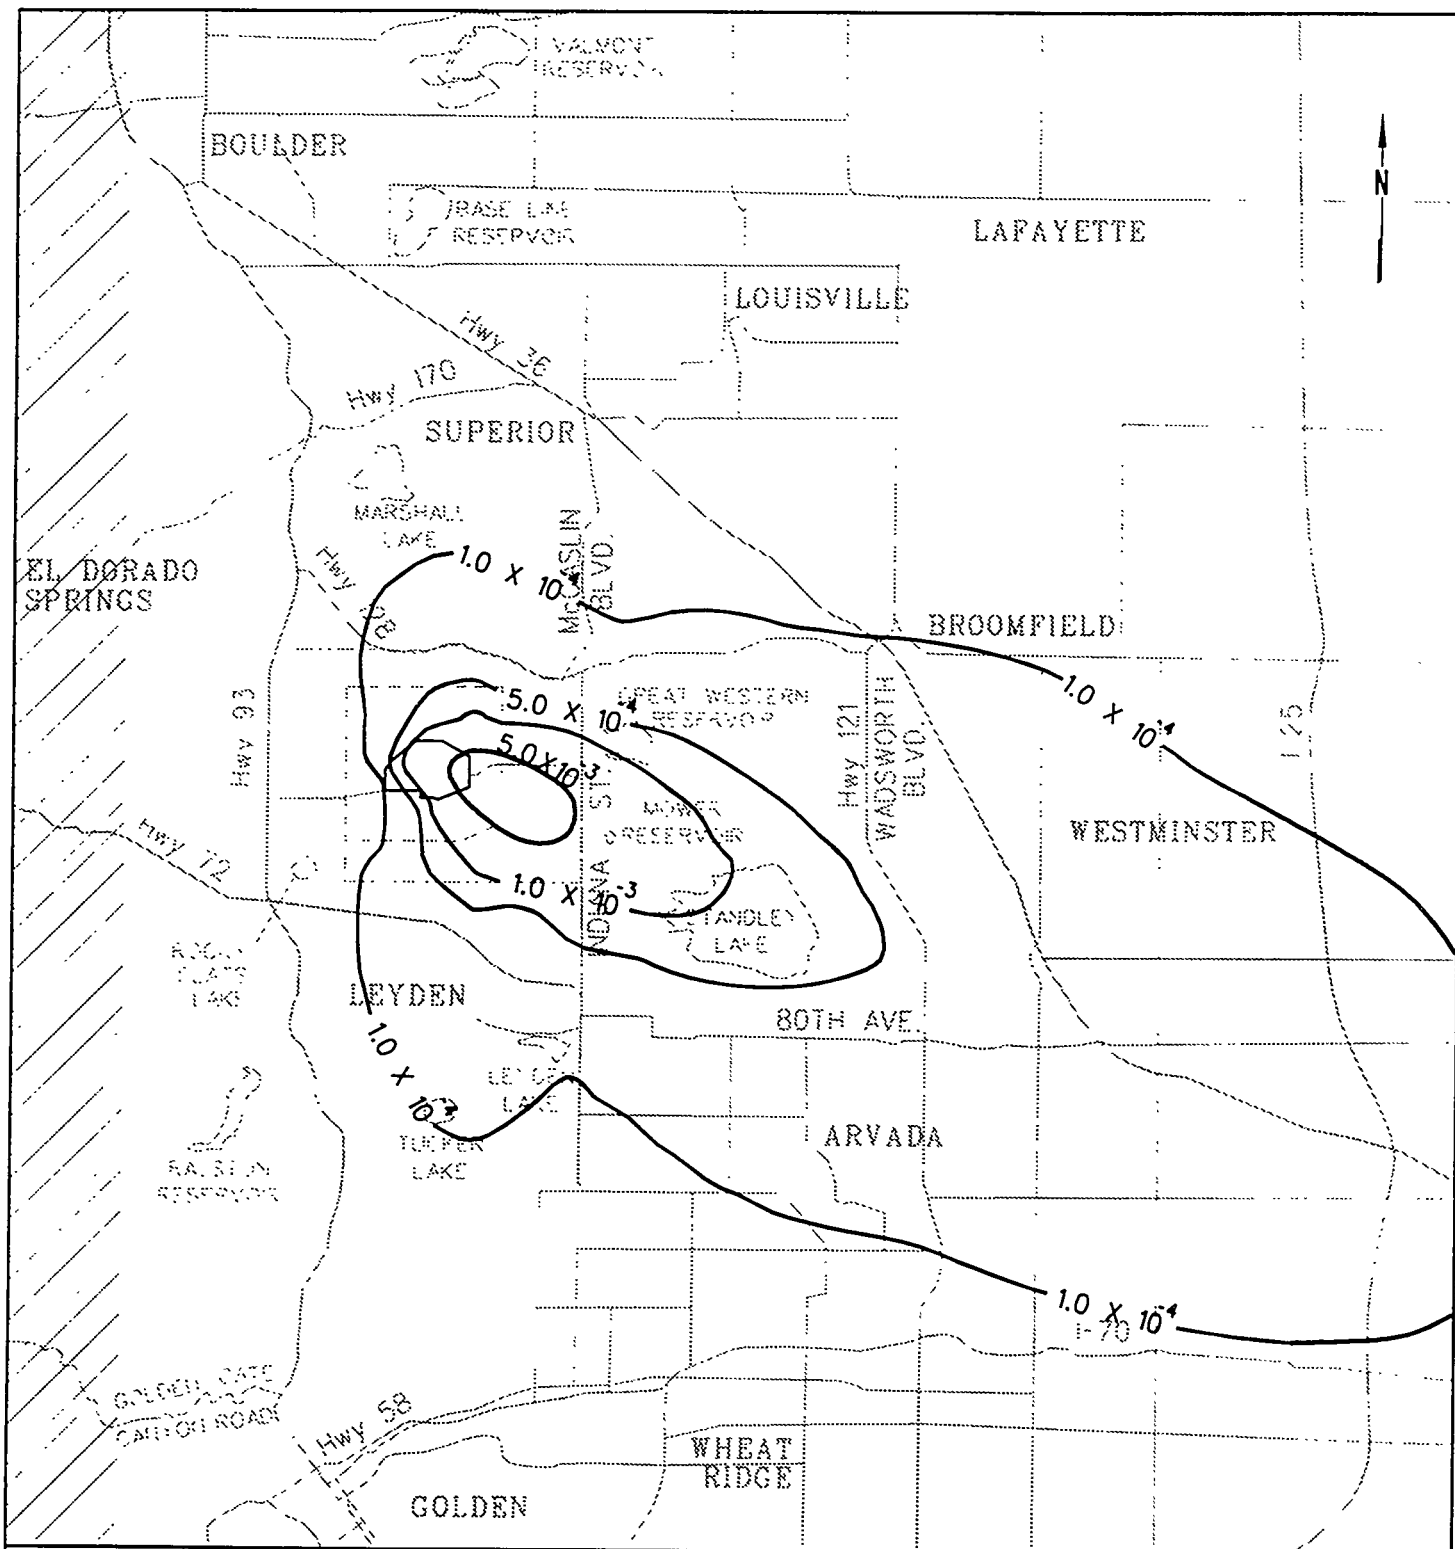 VALMONT
RESERVOIR
BOULDER
N
BASE LINE
RESERVOIR
LAFAYETTE
LOUISVILLE
Hwy 36
Hwy 170
SUPERIOR
MARSHALL
LAKE
McCASLIN
BLVD.
EL DORADO
SPRINGS
1.0 X 10-4
Hwy
BROOMFIELD
1.0 X 10-4
5.0 X 10-4
GREAT WESTERN
RESERVOIR
Hwy 93
5.0X10-3
Hwy 121
WADSWORTH
BLVD.
I 25
INDIANA ST.
MOWER
RESERVOIR
WESTMINSTER
Hwy 72
1.0 X 10-3
STANDLEY
LAKE
LAKE
LEYDEN
80TH AVE.
1.0 X
LAKE
TUCKER
LAKE
ARVADA
RALSTON
RESERVOIR
1.0 X 10-4
I-70
GOLDEN GATE
CANYON ROAD
Hwy 58
WHEAT
RIDGE
GOLDEN